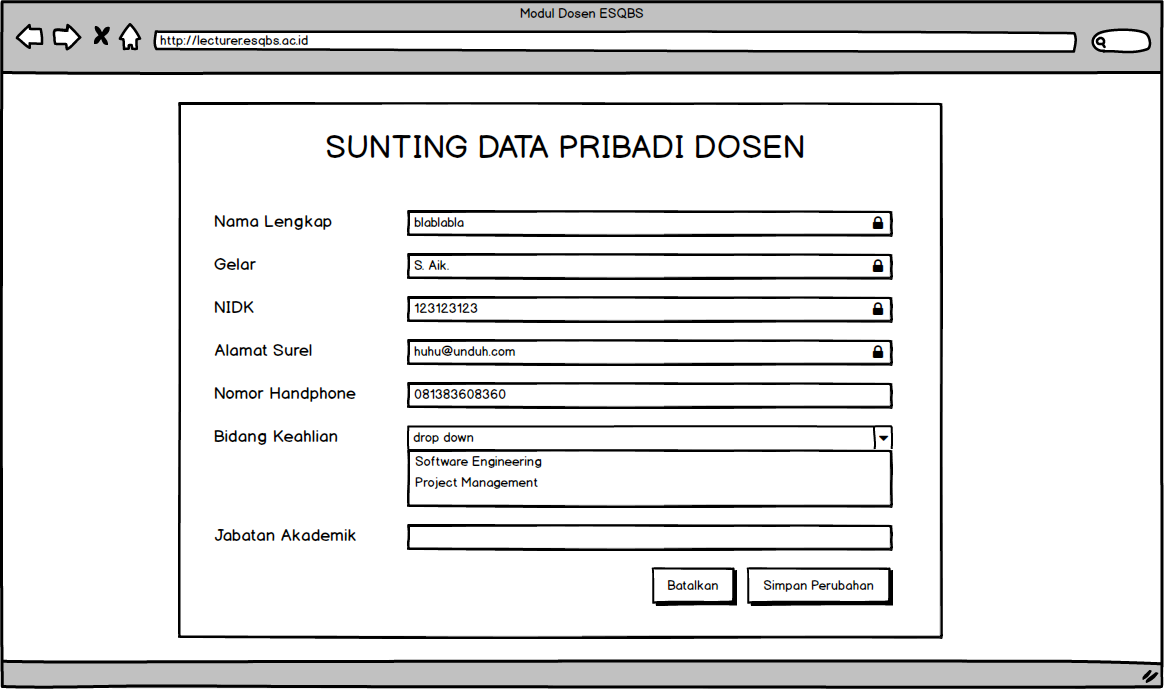 Modul Dosen ESQBS
http://lecturer.esqbs.ac.id
SUNTING DATA PRIBADI DOSEN
Nama Lengkap blablabla
Gelar S. Aik.
NIDK 123123123
Alamat Surel huhu@unduh.com
Nomor Handphone 081383608360
Bidang Keahlian drop down
Software Engineering
Project Management
Jabatan Akademik
Batalkan Simpan Perubahan